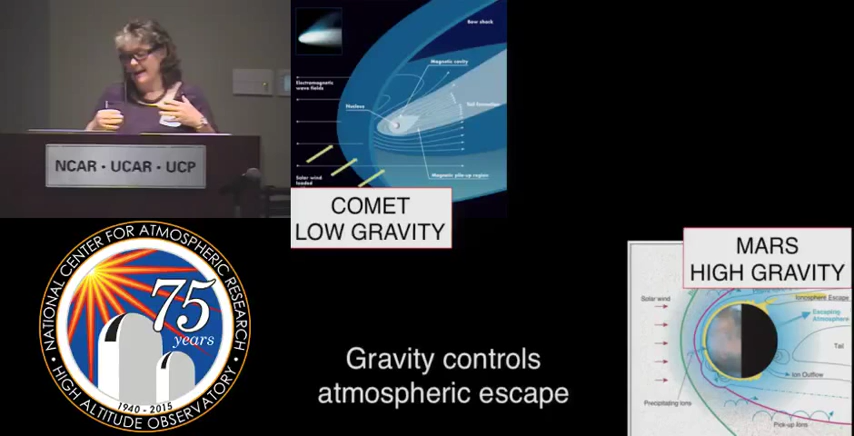 NCAR • UCAR • UCP
Bow shock
Magnetic cavity
Electromagnetic
wave fields
Nucleus
Tail formation
Magnetic pile-up region
Solar wind
loaded
COMET
LOW GRAVITY
NATIONAL CENTER FOR ATMOSPHERIC RESEARCH
75
years
1940 - 2015
HIGH ALTITUDE OBSERVATORY
Gravity controls
atmospheric escape
MARS
HIGH GRAVITY
Solar wind
Ionospheric Escape
Escaping
Atmosphere
Tail
Ion Outflow
Precipitating Ions
Pick-up Ions